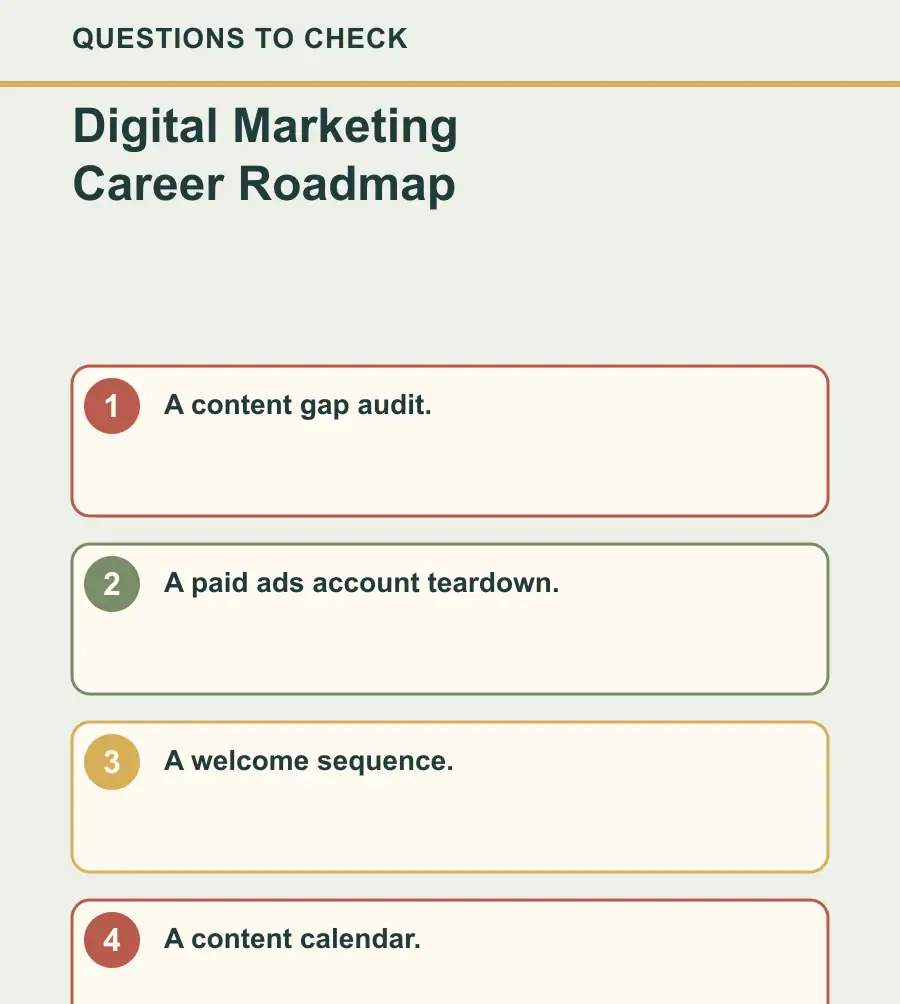 QUESTIONS TO CHECK
Digital Marketing
Career Roadmap
1 A content gap audit.
2 A paid ads account teardown.
3 A welcome sequence.
4 A content calendar.